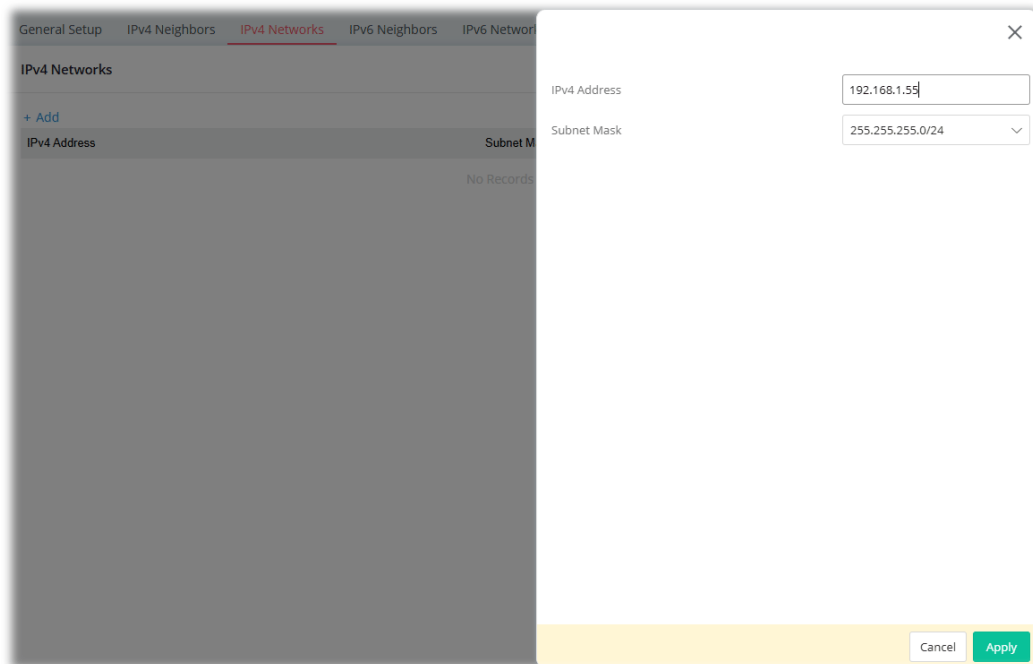 General Setup IPv4 Neighbors IPv4 Networks IPv6 Neighbors IPv6
IPv4 Networks
+ Add
IPv4 Address Subnet
No Records
IPv4 Address 192.168.1.55
Subnet Mask 255.255.255.0/24
Cancel Apply